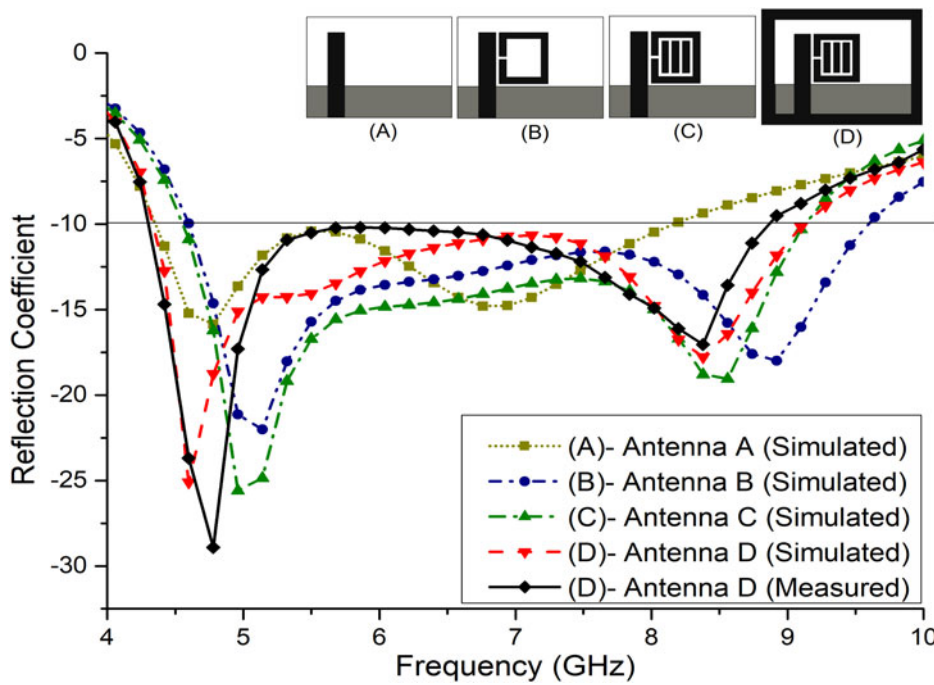 0
-5
-10
-15
-20
-25
-30
Reflection Coefficient
4
5
6
7
8
9
10
Frequency (GHz)
(A)
(B)
(C)
(D)
(A)- Antenna A (Simulated)
(B)- Antenna B (Simulated)
(C)- Antenna C (Simulated)
(D)- Antenna D (Simulated)
(D)- Antenna D (Measured)